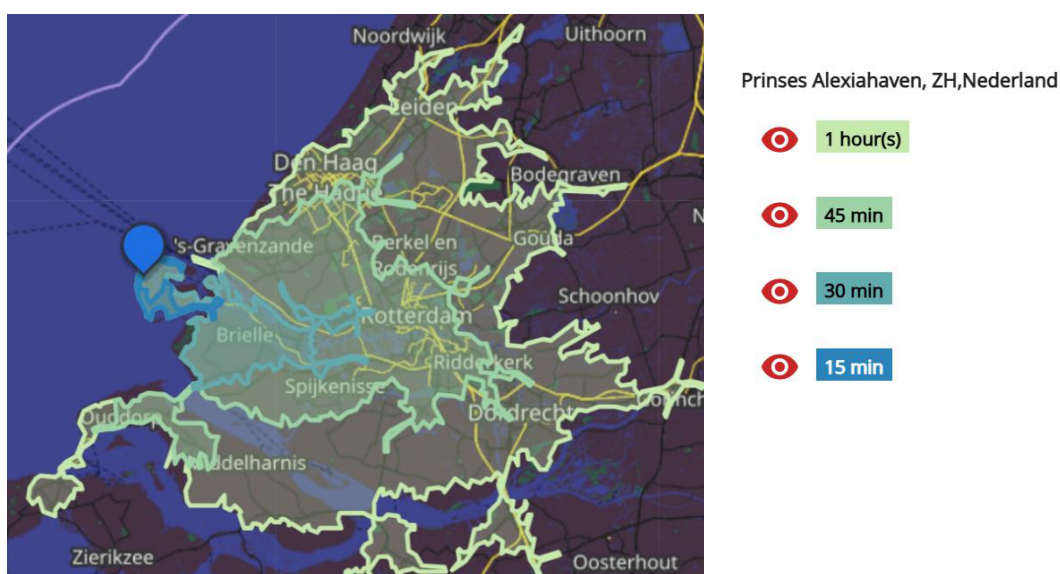 Noordwijk
Uithoorn
Leiden
Den Haag
The Hague
Bodegraven
N
's-Gravenzande
Berkel en
Rodenrijs
Gouda
Schoonhov
Rotterdam
Brielle
Ridderkerk
Spijkenisse
Dordrecht
Ouddorp
Middelharnis
Zierikzee
Oosterhout
Prinses Alexiahaven, ZH,Nederland
1 hour(s)
45 min
30 min
15 min